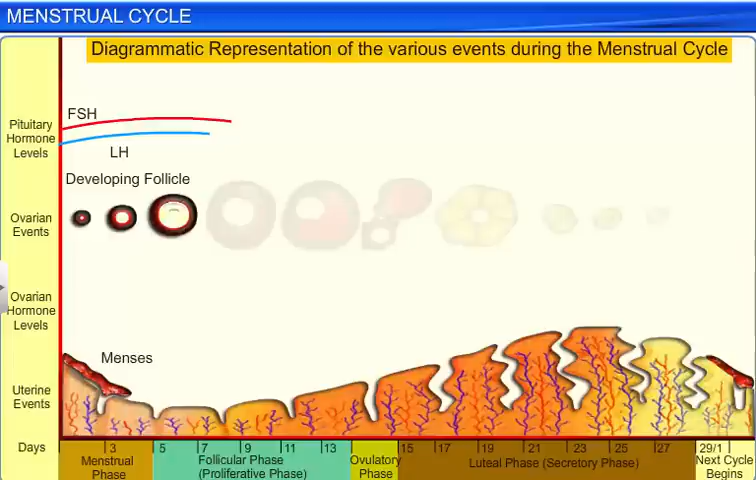 MENSTRUAL CYCLE
Diagrammatic Representation of the various events during the Menstrual Cycle
FSH
Pituitary
Hormone
Levels
LH
Developing Follicle
Ovarian
Events
Ovarian
Hormone
Levels
Menses
Uterine
Events
Days
3 5 7 9 11 13 15 17 19 21 23 25 27 29/1
Menstrual
Phase
Follicular Phase
(Proliferative Phase)
Ovulatory
Phase
Luteal Phase (Secretory Phase)
Next Cycle
Begins